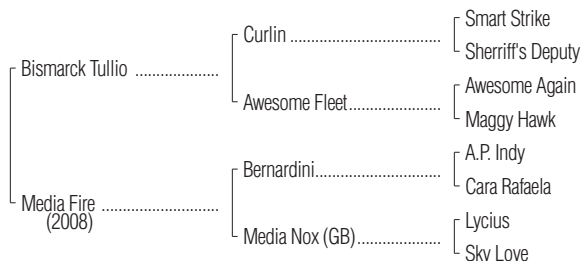 Smart Strike
Curlin
Sherriff's Deputy
Bismarck Tullio
Awesome Again
Awesome Fleet
Maggy Hawk
A.P. Indy
Bernardini
Cara Rafaela
Media Fire
(2008)
Lycius
Media Nox (GB)
Sky Love